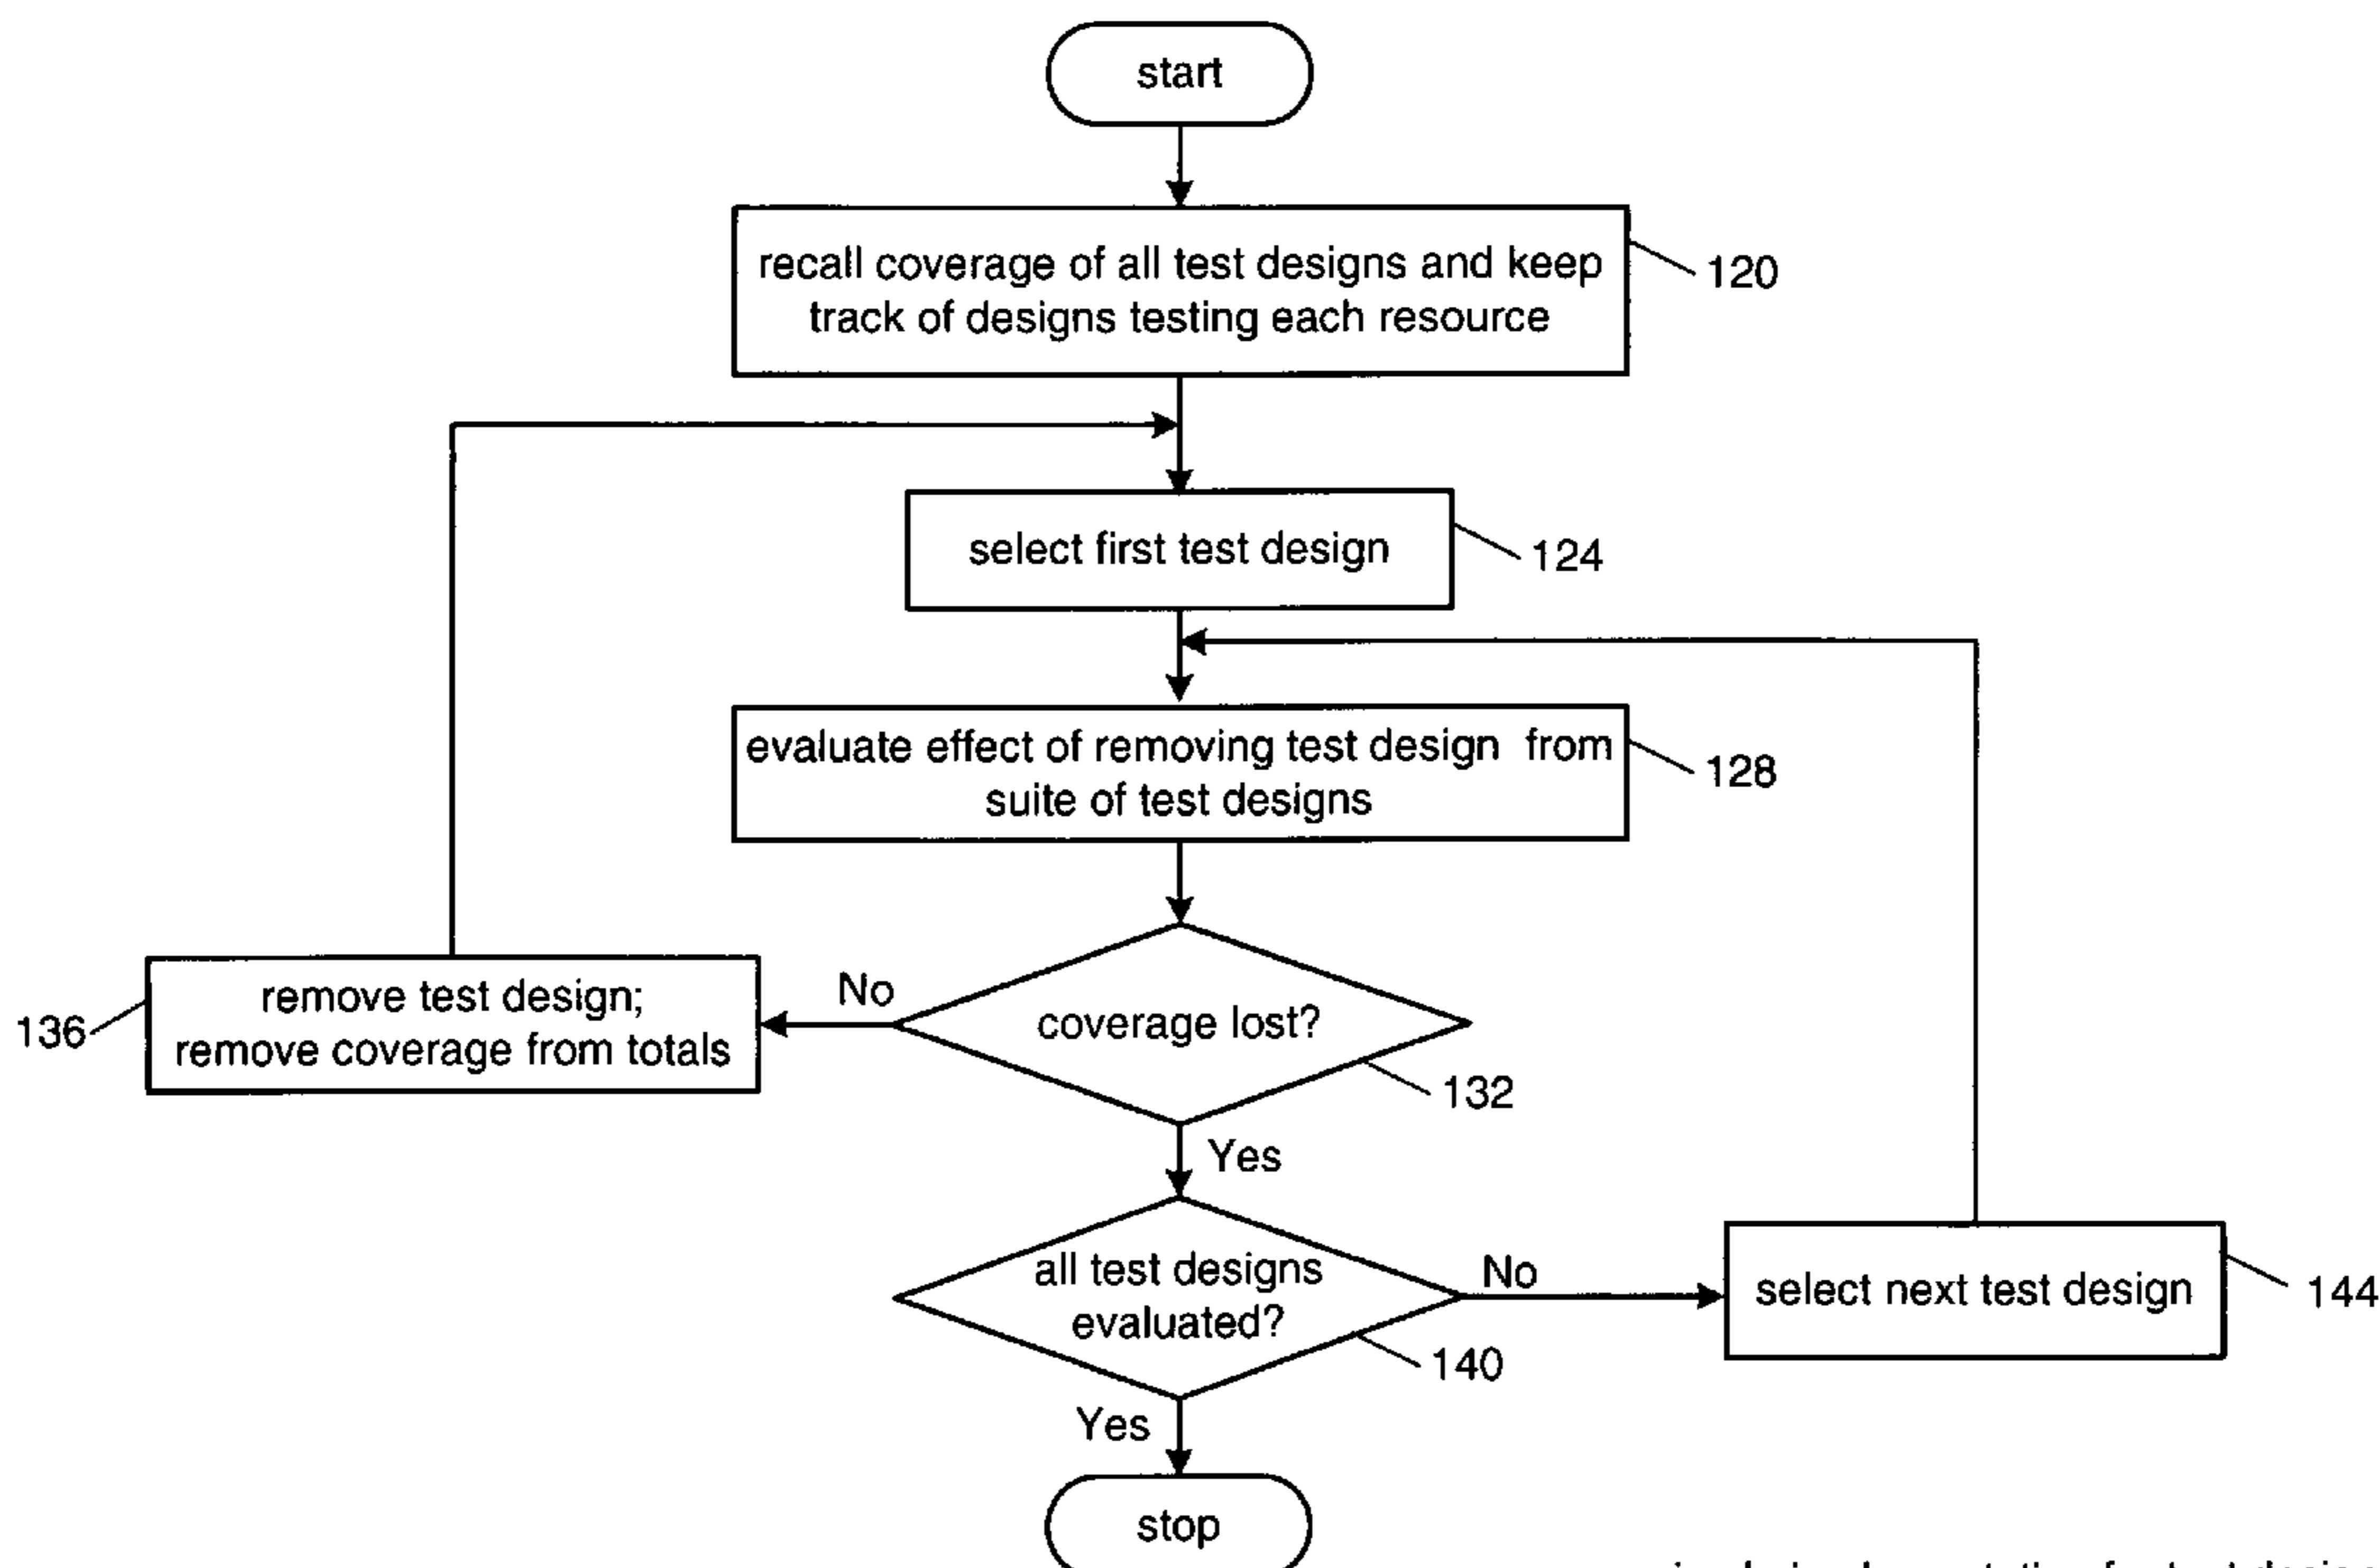 start
recall coverage of all test designs and keep
track of designs testing each resource
120
select first test design
124
evaluate effect of removing test design from
suite of test designs
128
remove test design;
remove coverage from totals
136
No
coverage lost?
132
Yes
all test designs
evaluated?
140
No
select next test design
144
Yes
stop